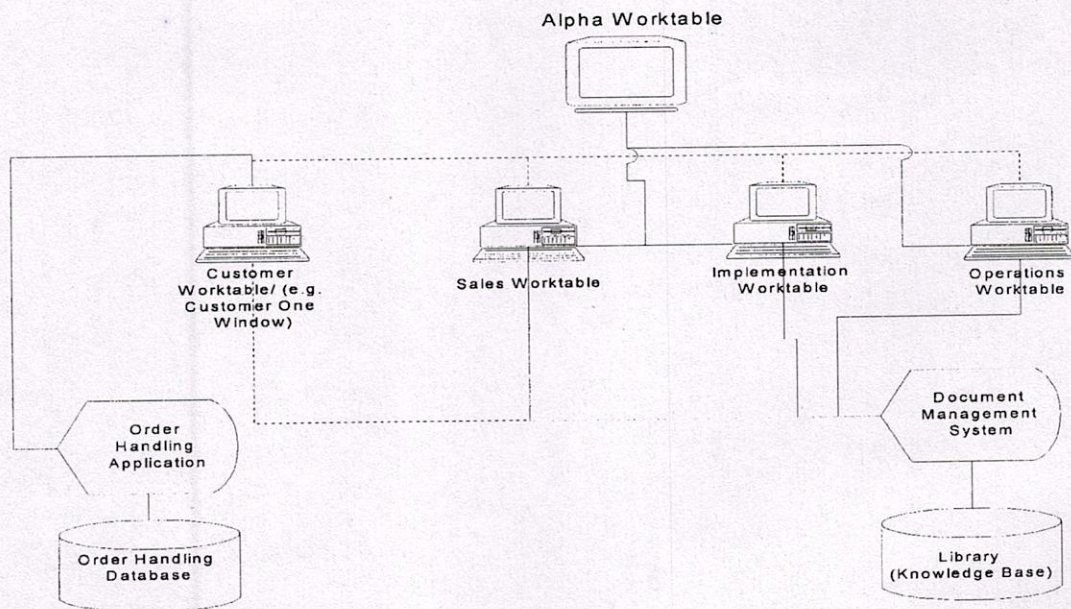 Alpha Worktable
Customer
Worktable/ (e.g.
Customer One
Window)
Sales Worktable
Implementation
Worktable
Operations
Worktable
Order
Handling
Application
Document
Management
System
Order Handling
Database
Library
(Knowledge Base)